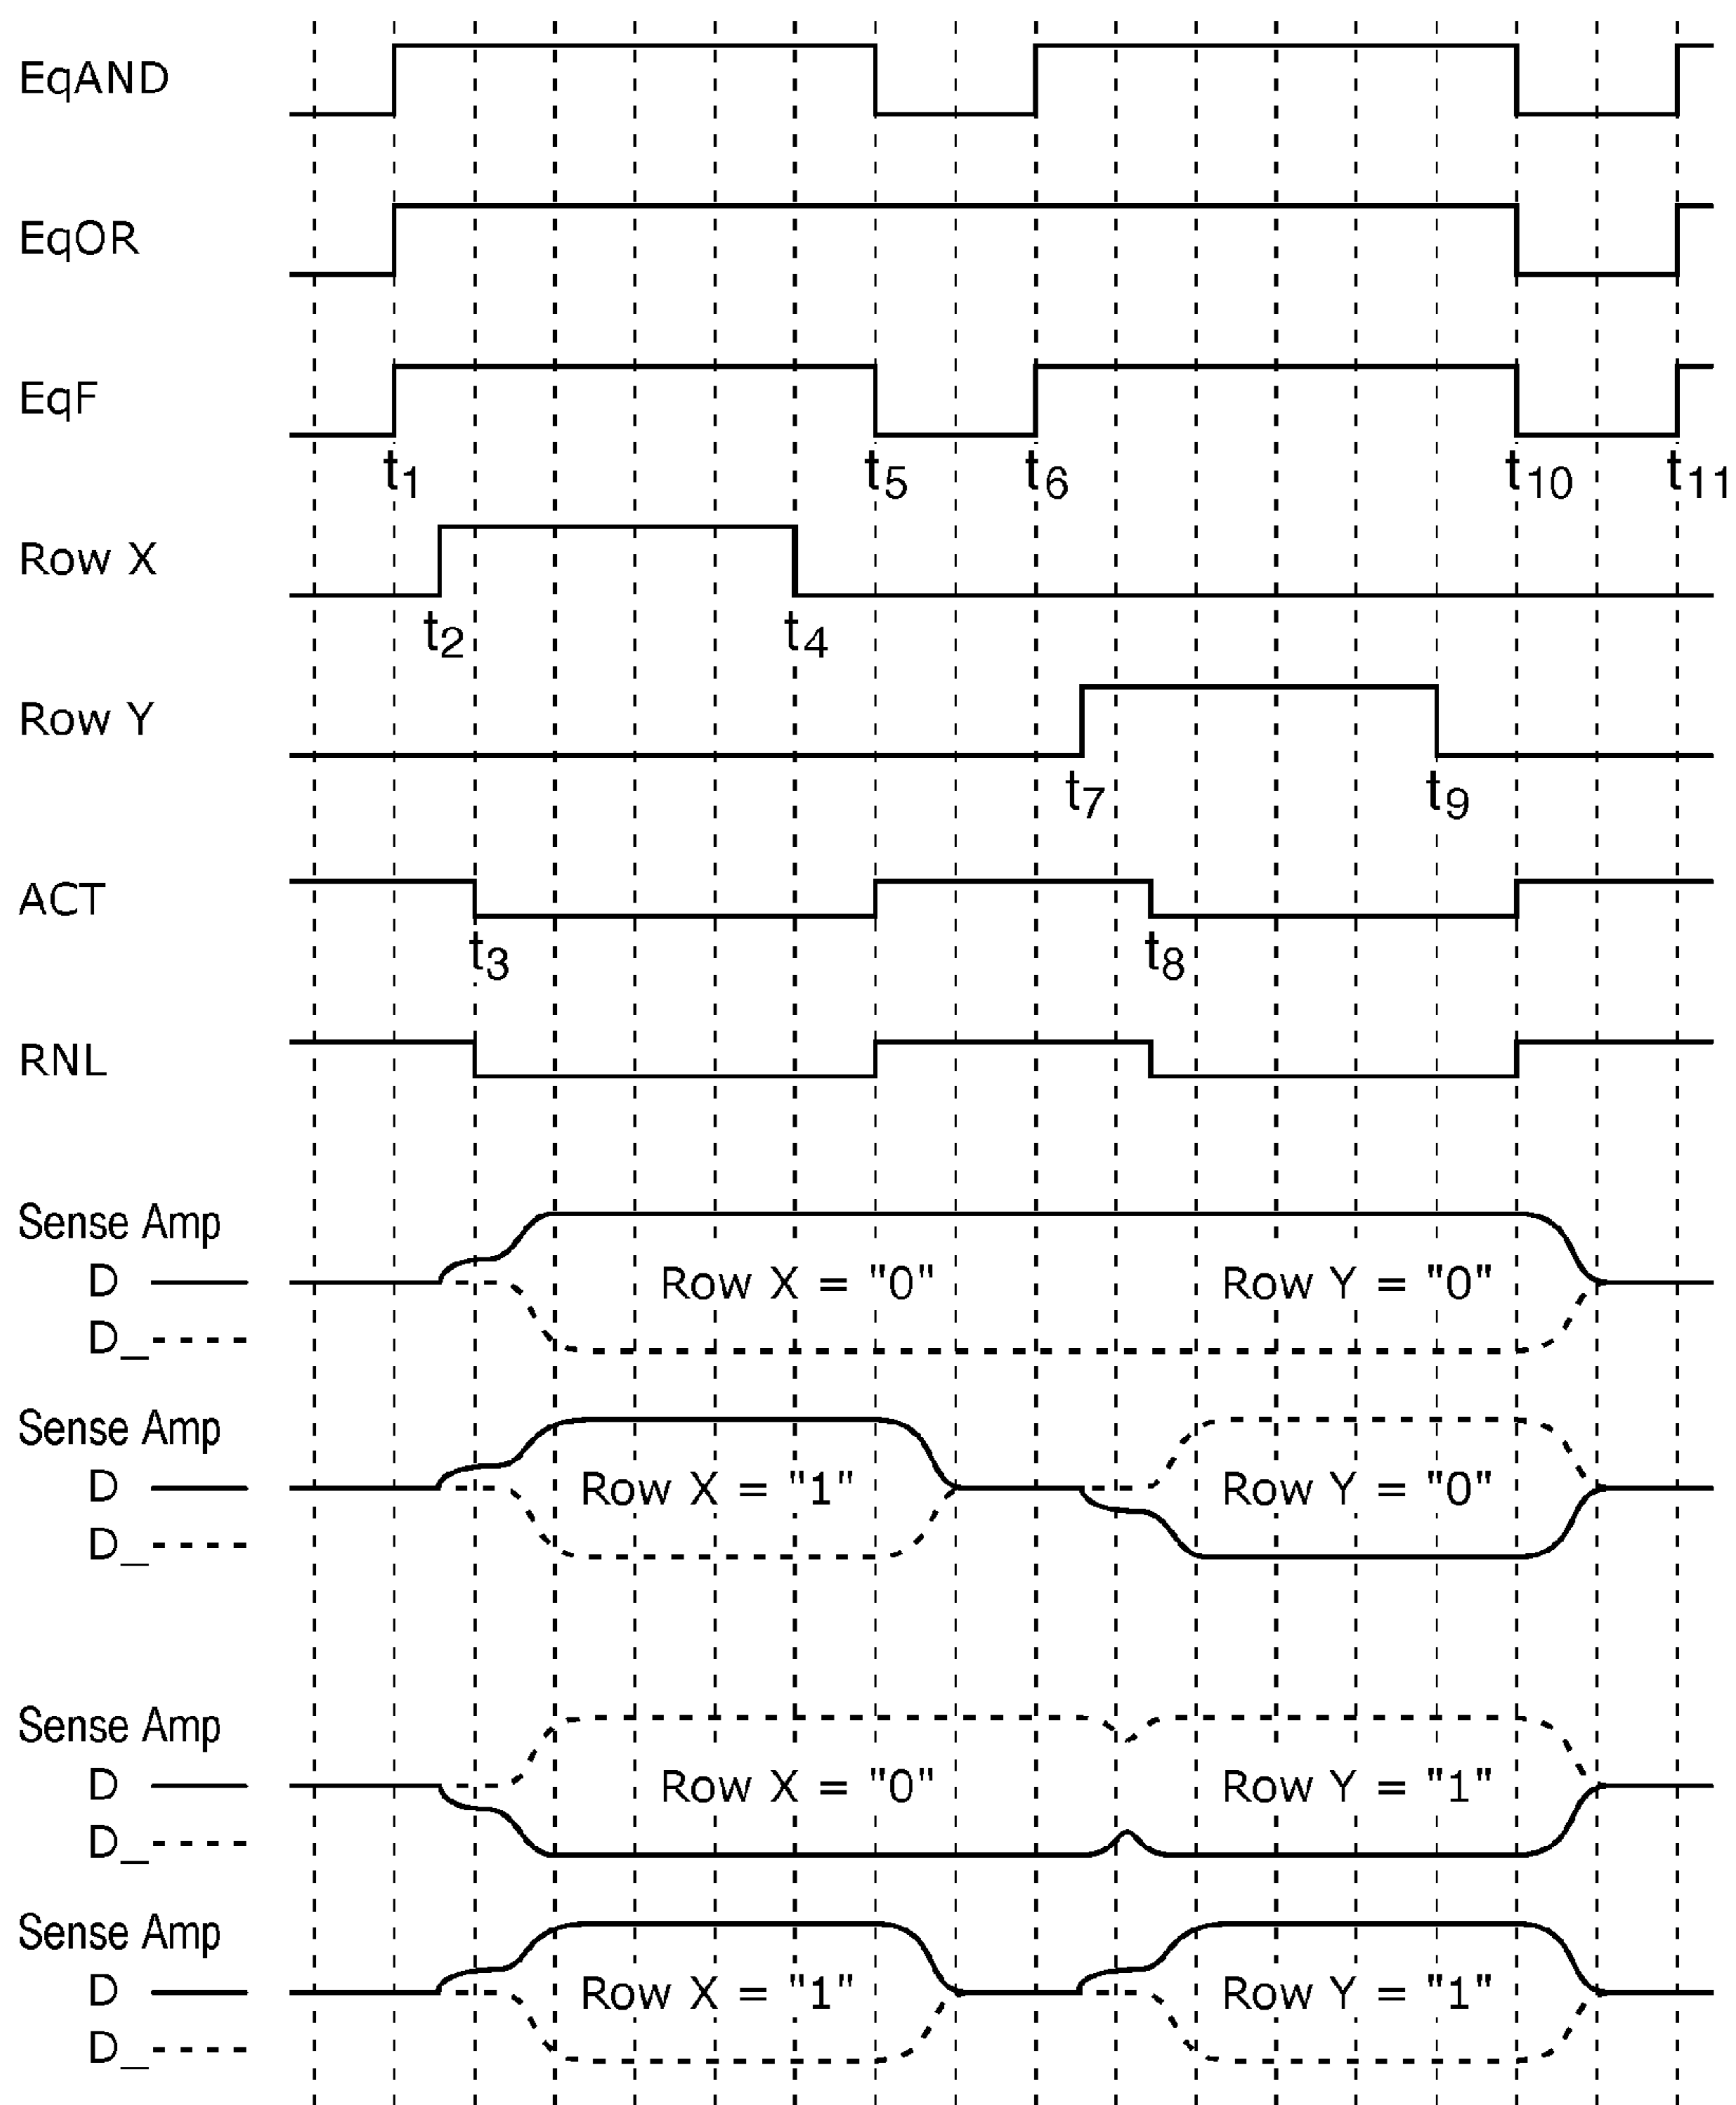 EqAND
EqOR
EqF
t1 t5 t6 t10 t11
Row X
t2 t4
Row Y
t7 t9
ACT
t3 t8
RNL
Sense Amp
D Row X = "0" Row Y = "0"
D_
Sense Amp
D Row X = "1" Row Y = "0"
D_
Sense Amp
D Row X = "0" Row Y = "1"
D_
Sense Amp
D Row X = "1" Row Y = "1"
D_